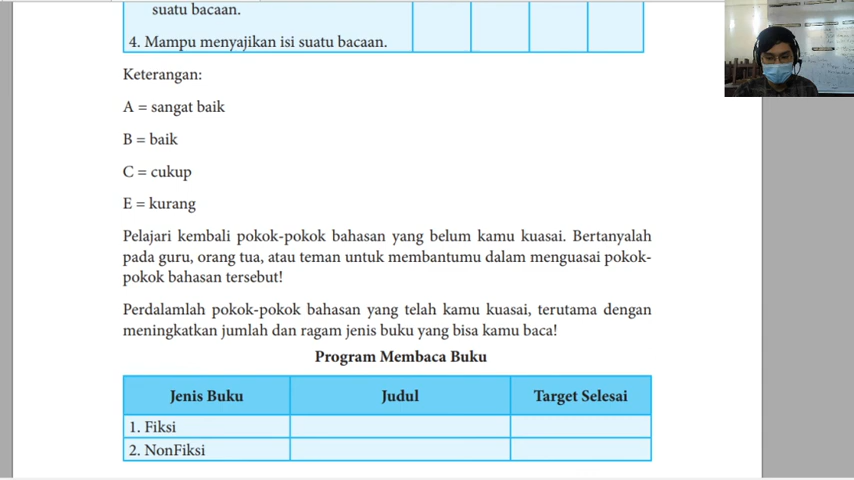 suatu bacaan.
4. Mampu menyajikan isi suatu bacaan.
Keterangan:
A = sangat baik
B = baik
C = cukup
E = kurang
Pelajari kembali pokok-pokok bahasan yang belum kamu kuasai. Bertanyalah
pada guru, orang tua, atau teman untuk membantumu dalam menguasai pokok-
pokok bahasan tersebut!
Perdalamlah pokok-pokok bahasan yang telah kamu kuasai, terutama dengan
meningkatkan jumlah dan ragam jenis buku yang bisa kamu baca!
Program Membaca Buku
Jenis Buku Judul Target Selesai
1. Fiksi
2. NonFiksi